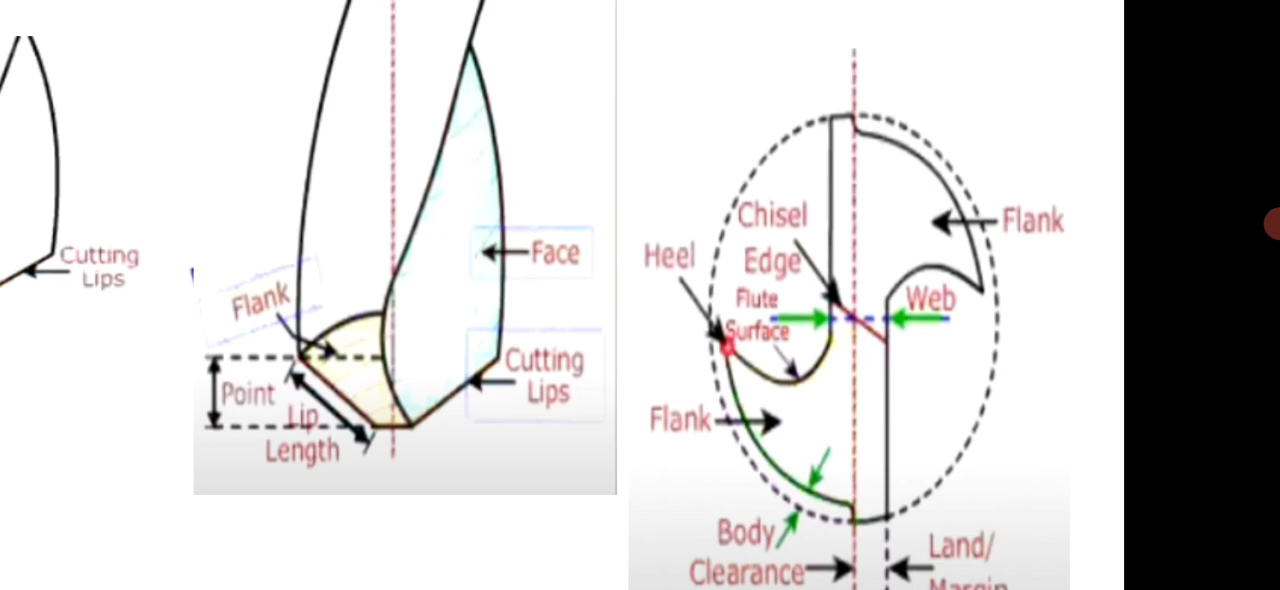 Cutting
Lips
Flank
Face
Cutting
Lips
Point
Lip
Length
Chisel
Edge
Heel
Flank
Flute
Surface
Web
Flank
Body
Clearance
Land/
Margin